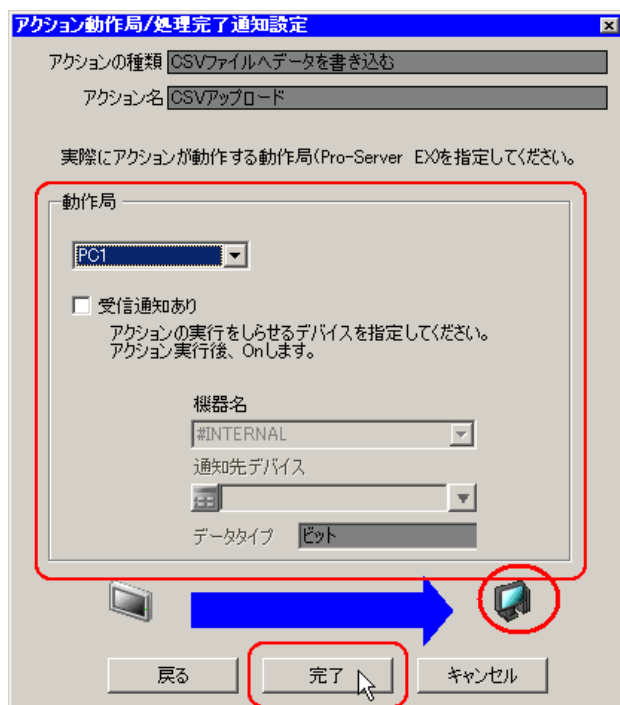 アクション動作局/処理完了通知設定
アクションの種類 CSVファイルへデータを書き込む
アクション名 CSVアップロード
実際にアクションが動作する動作局(Pro-Server EX)を指定してください。
動作局
PC1
受信通知あり
アクションの実行をしらせるデバイスを指定してください。
アクション実行後、Onします。
機器名
#INTERNAL
通知先デバイス
データタイプ ビット
戻る 完了 キャンセル